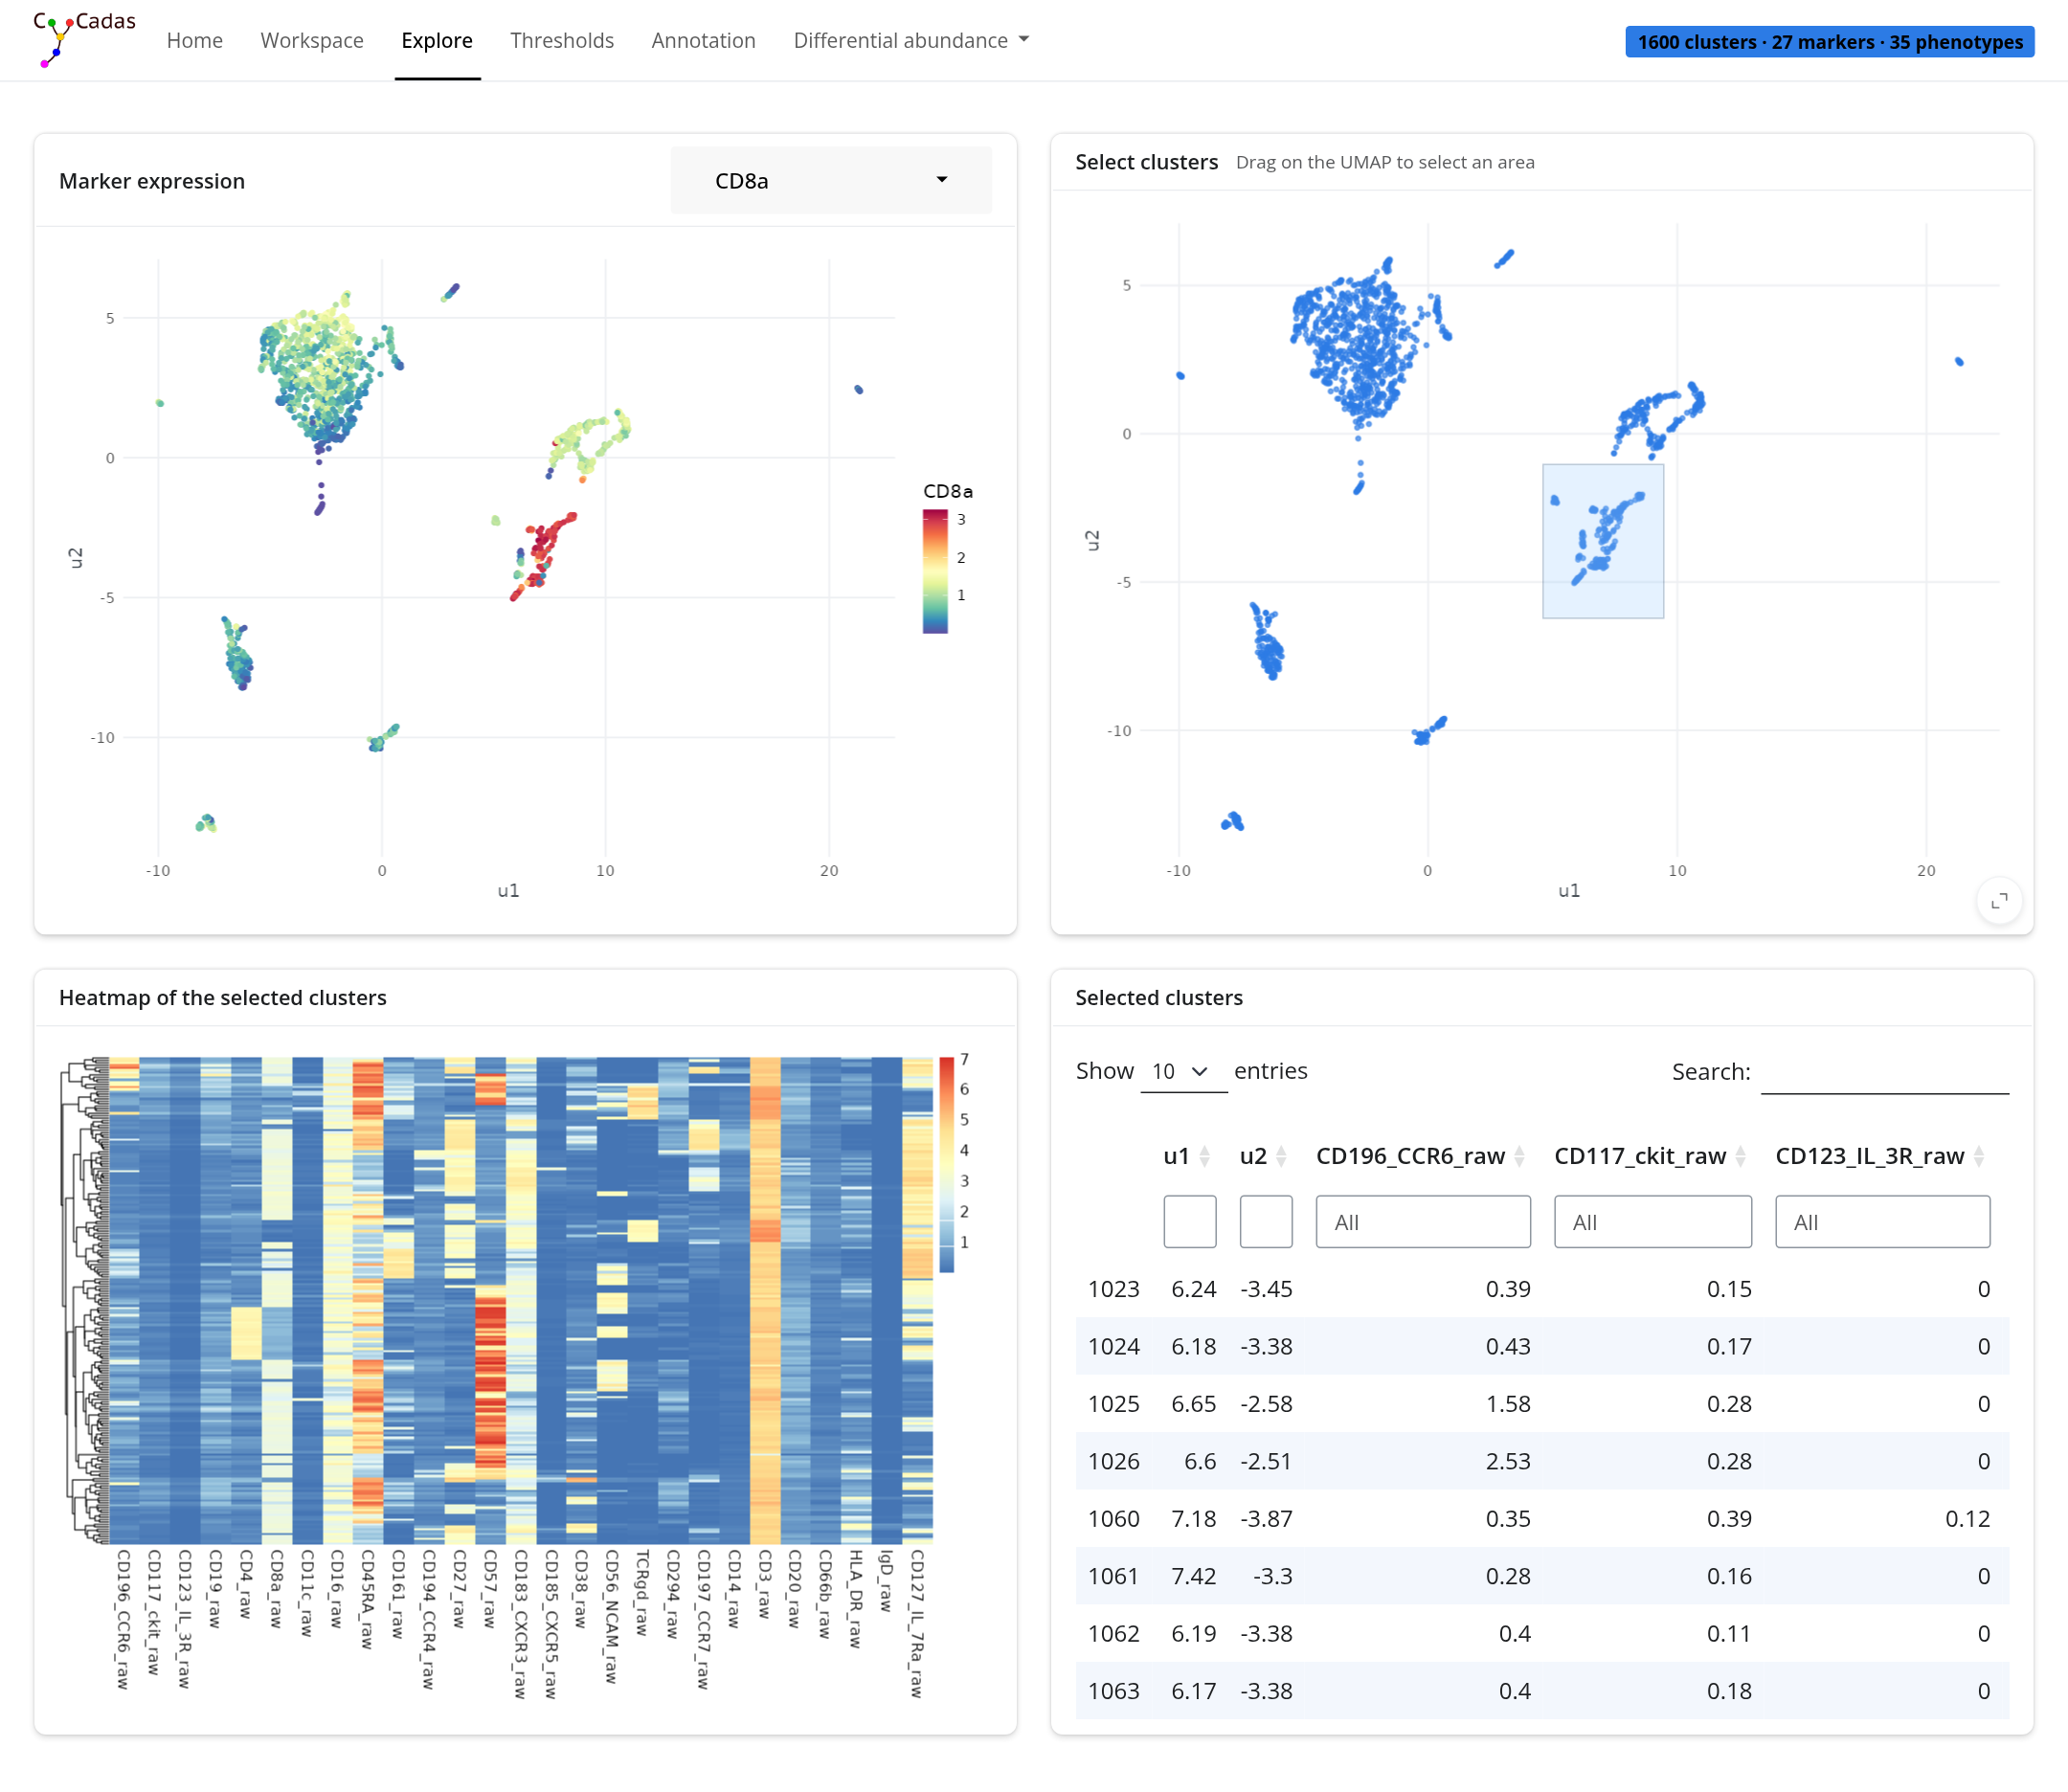 C Cadas
Home Workspace Explore Thresholds Annotation Differential abundance
1600 clusters · 27 markers · 35 phenotypes
Marker expression
CD8a
5
0
-5
-10
-10 0 10 20
u1
u2
CD8a
3
2
1
Select clusters Drag on the UMAP to select an area
5
0
-5
-10
-10 0 10 20
u1
u2
Heatmap of the selected clusters
7
6
5
4
3
2
1
CD196_CCR6_raw
CD117_ckit_raw
CD123_IL_3R_raw
CD19_raw
CD4_raw
CD8a_raw
CD11c_raw
CD16_raw
CD45RA_raw
CD161_raw
CD194_CCR4_raw
CD27_raw
CD57_raw
CD183_CXCR3_raw
CD185_CXCR5_raw
CD38_raw
CD56_NCAM_raw
TCRgd_raw
CD294_raw
CD197_CCR7_raw
CD14_raw
CD3_raw
CD20_raw
CD66b_raw
HLA_DR_raw
IgD_raw
CD127_IL_7Ra_raw
Selected clusters
Show 10 entries Search:
u1 u2 CD196_CCR6_raw CD117_ckit_raw CD123_IL_3R_raw
All All All
1023 6.24 -3.45 0.39 0.15 0
1024 6.18 -3.38 0.43 0.17 0
1025 6.65 -2.58 1.58 0.28 0
1026 6.6 -2.51 2.53 0.28 0
1060 7.18 -3.87 0.35 0.39 0.12
1061 7.42 -3.3 0.28 0.16 0
1062 6.19 -3.38 0.4 0.11 0
1063 6.17 -3.38 0.4 0.18 0